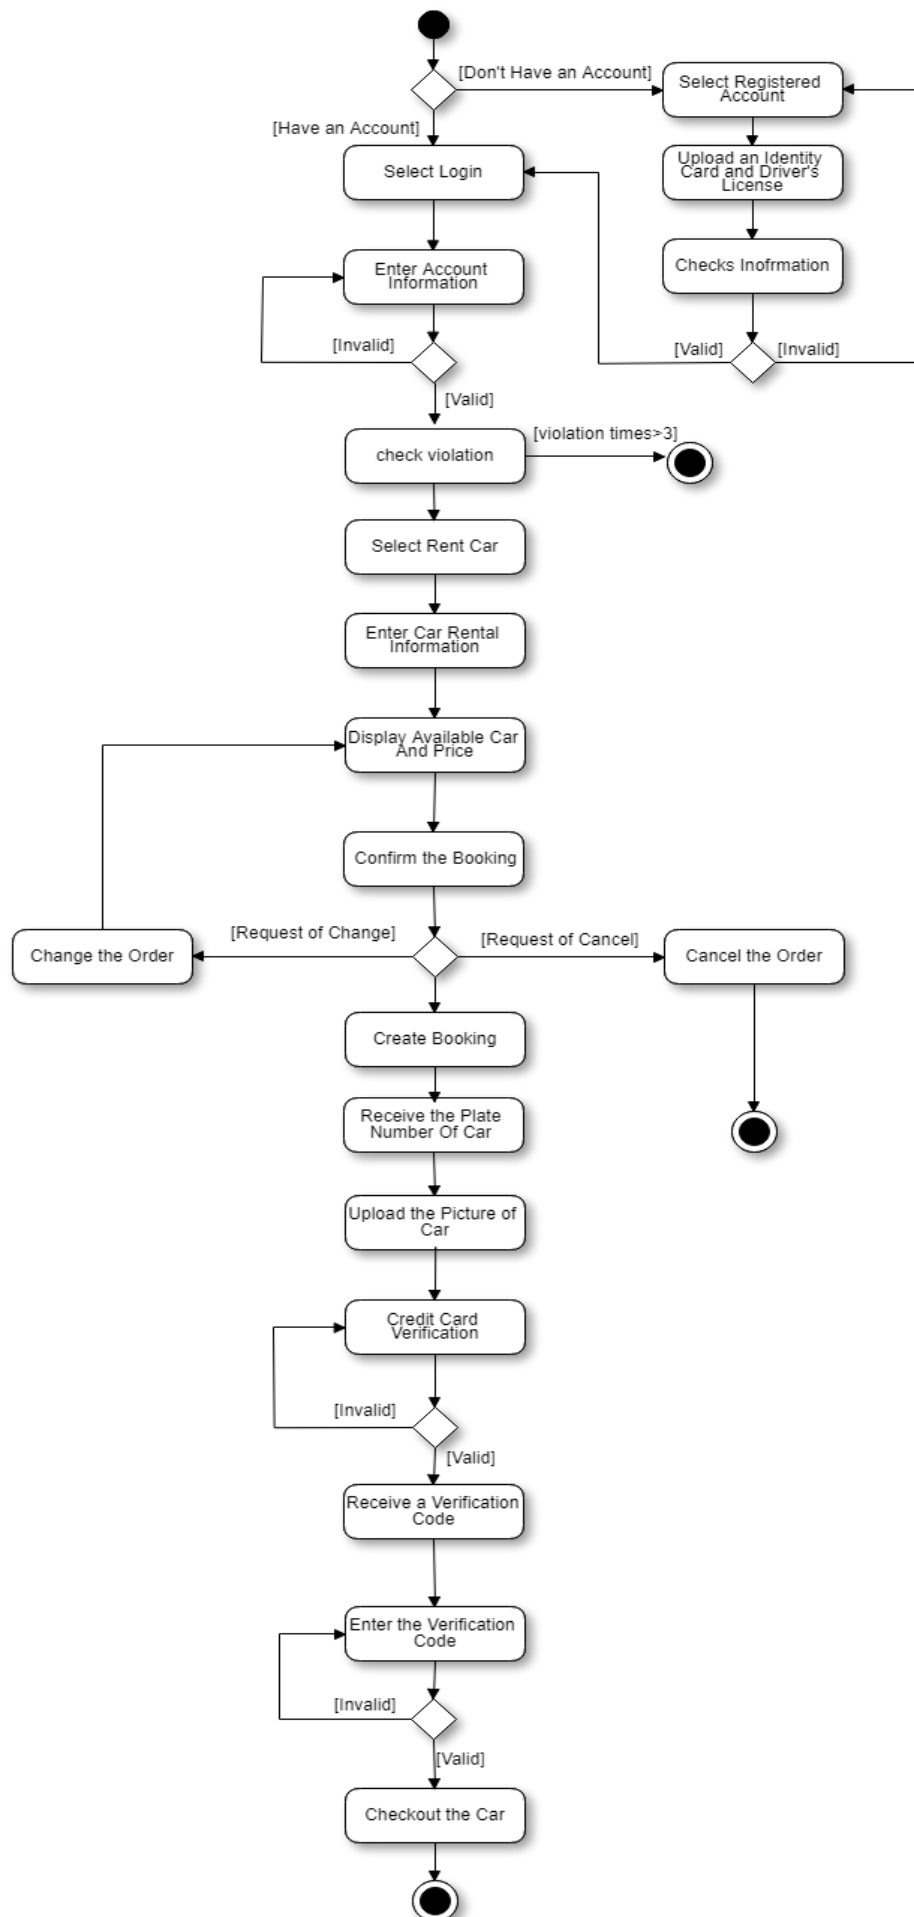 [Don't Have an Account]
Select Registered
Account
[Have an Account]
Select Login
Upload an Identity
Card and Driver's
License
Enter Account
Information
Checks Inofrmation
[Invalid]
[Valid]
[Invalid]
[Valid]
[violation times>3]
check violation
Select Rent Car
Enter Car Rental
Information
Display Available Car
And Price
Confirm the Booking
[Request of Change]
[Request of Cancel]
Change the Order
Cancel the Order
Create Booking
Receive the Plate
Number Of Car
Upload the Picture of
Car
Credit Card
Verification
[Invalid]
[Valid]
Receive a Verification
Code
Enter the Verification
Code
[Invalid]
[Valid]
Checkout the Car